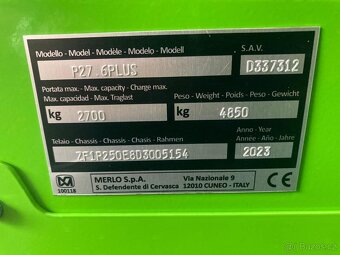 Modello - Model - Modèle - Modelo - Modell
S.A.V.
P27.6PLUS
D337312
Portata max. - Max. capacity - Charge max.
Max. capacidad - Max. Traglast
Peso - Weight - Poids - Peso - Gewicht
kg 2700
kg 4850
Telaio - Chassis - Chassis - Chasis - Rahmen
Anno - Year
Année - Año - Jahre
ZF1P250E8D3005154
2023
100118
MERLO S.p.A.
S. Defendente di Cervasca
Via Nazionale 9
12010 CUNEO - ITALY
CE